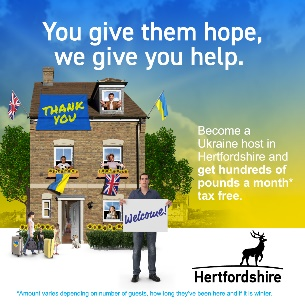 You give them hope,
we give you help.
THANK
YOU
Become a
Ukraine host in
Hertfordshire and
get hundreds of
pounds a month*
tax free.
Welcome!
Hertfordshire
*Amount varies depending on number of guests, how long they've been here and if it is winter.